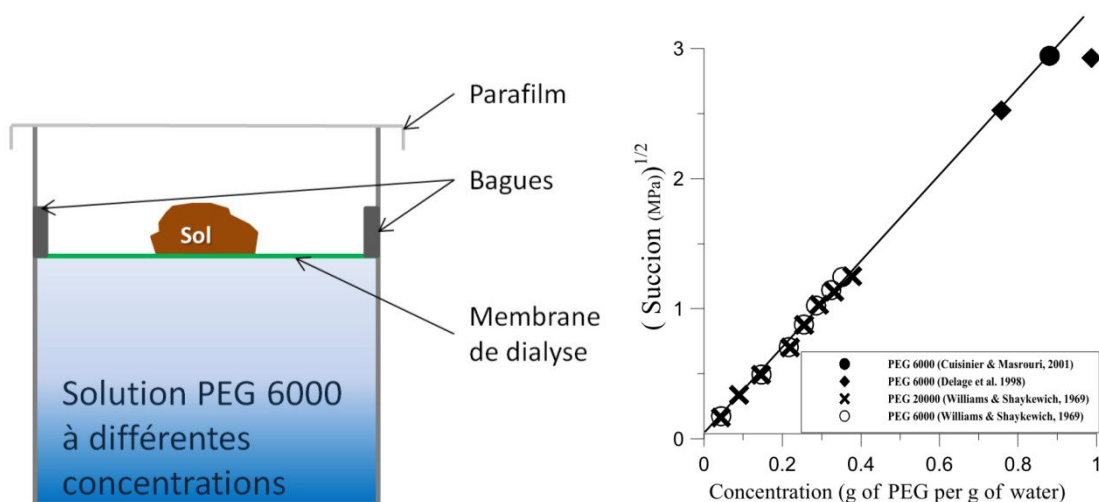 Parafilm
Bagues
Sol
Membrane
de dialyse
Solution PEG 6000
à différentes
concentrations
( Succion (MPa))1/2
3
2
1
0
PEG 6000 (Cuisinier & Masrouri, 2001)
PEG 6000 (Delage et al. 1998)
PEG 20000 (Williams & Shaykewich, 1969)
PEG 6000 (Williams & Shaykewich, 1969)
0 0.2 0.4 0.6 0.8 1
Concentration (g of PEG per g of water)